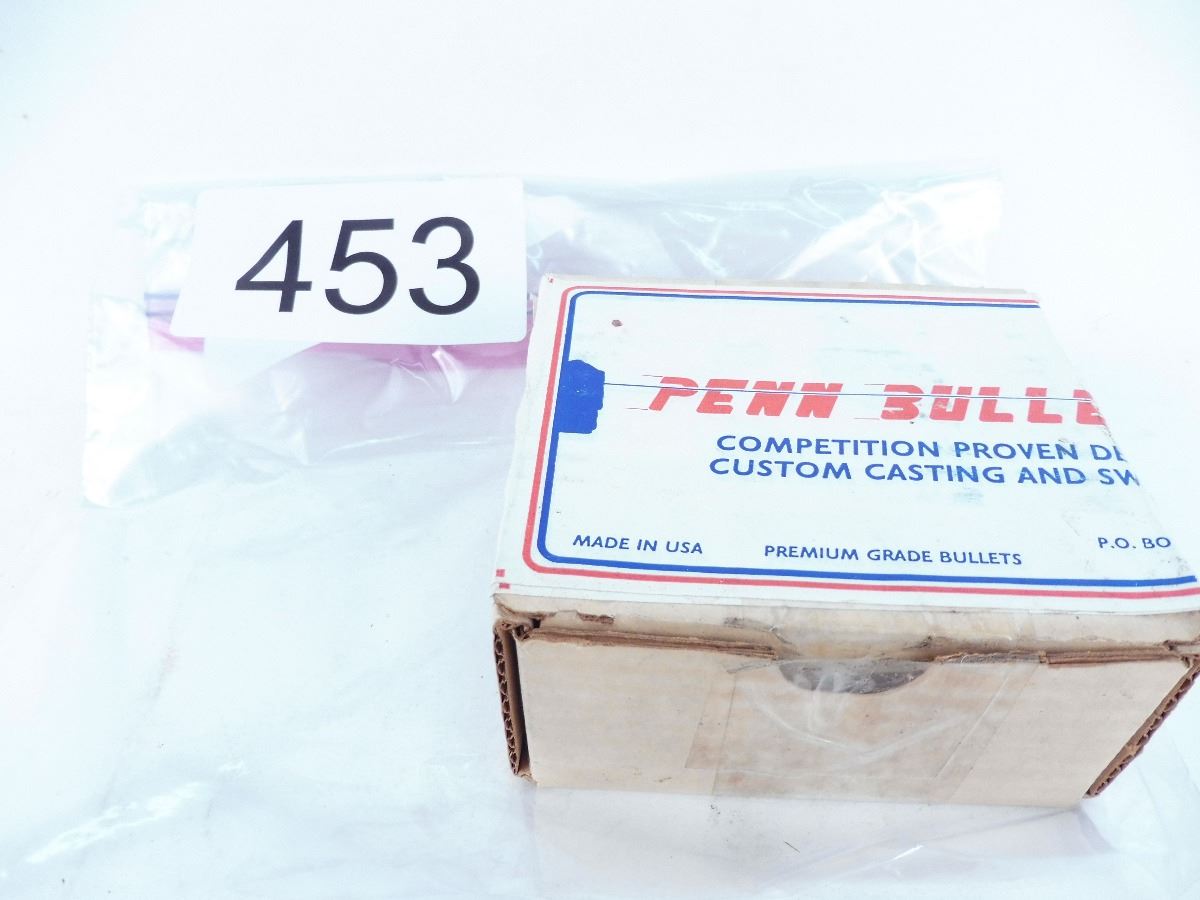 453
PENN BULLE
COMPETITION PROVEN DE
CUSTOM CASTING AND SW
MADE IN USA PREMIUM GRADE BULLETS P.O. BO